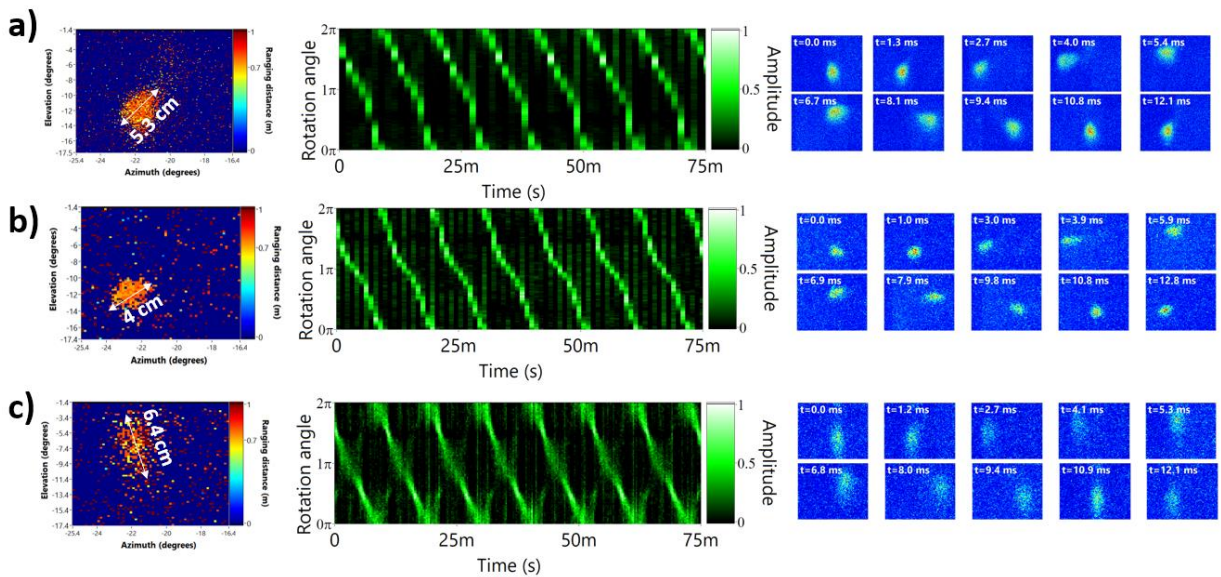 a)
-1.4
-4
-6
-8
-10
-12
-14
-16
-17.5
Elevation (degrees)
5.3 cm
-25.4 -24 -22 -20 -18 -16.4
Azimuth (degrees)
1
0.7
0
Ranging distance (m)
2π
1π
0π
Rotation angle
0 25m 50m 75m
Time (s)
1
0.5
0
Amplitude
t=0.0 ms t=1.3 ms t=2.7 ms t=4.0 ms t=5.4 ms
t=6.7 ms t=8.1 ms t=9.4 ms t=10.8 ms t=12.1 ms
b)
-1.4
-4
-6
-8
-10
-12
-14
-16
-17.4
Elevation (degrees)
4 cm
-25.4 -24 -22 -20 -18 -16.4
Azimuth (degrees)
1
0.7
0
Ranging distance (m)
2π
1π
0π
Rotation angle
0 25m 50m 75m
Time (s)
1
0.5
0
Amplitude
t=0.0 ms t=1.0 ms t=3.0 ms t=3.9 ms t=5.9 ms
t=6.9 ms t=7.9 ms t=9.8 ms t=10.8 ms t=12.8 ms
c)
-1.4
-3.4
-5.4
-7.4
-9.4
-11.4
-13.4
-15.4
-17.4
Elevation (degrees)
6.4 cm
-25.4 -24 -22 -20 -18 -16.4
Azimuth (degrees)
1
0.7
0
Ranging distance (m)
2π
1π
0π
Rotation angle
0 25m 50m 75m
Time (s)
1
0.5
0
Amplitude
t=0.0 ms t=1.2 ms t=2.7 ms t=4.1 ms t=5.3 ms
t=6.8 ms t=8.0 ms t=9.4 ms t=10.9 ms t=12.1 ms